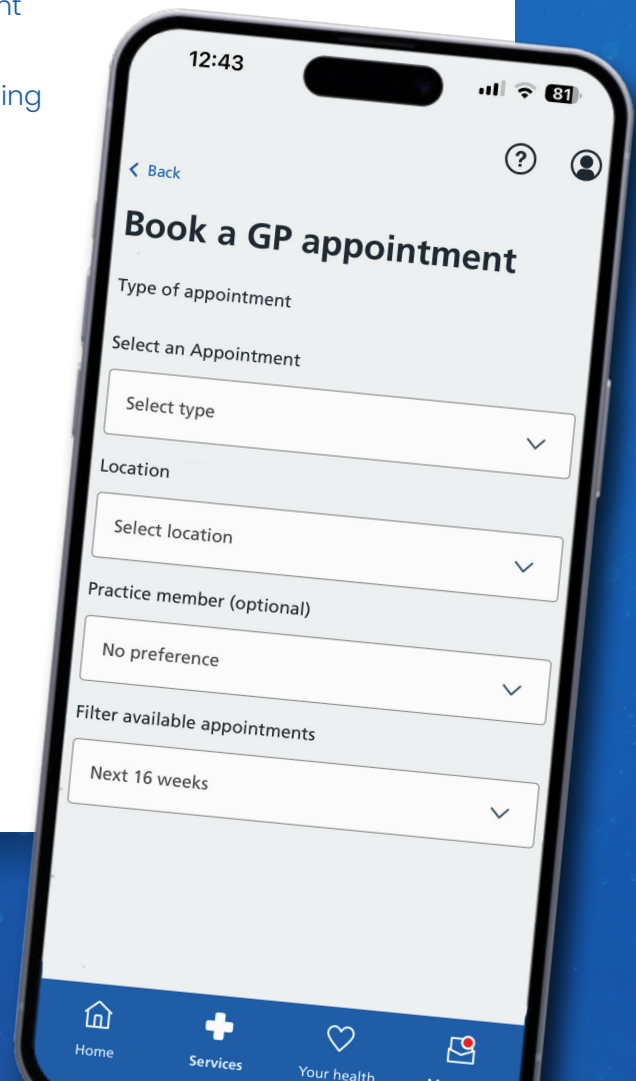 ing
12:43
81
Back
Book a GP appointment
Type of appointment
Select an Appointment
Select type
Location
Select location
Practice member (optional)
No preference
Filter available appointments
Next 16 weeks
Home
Services
Your health